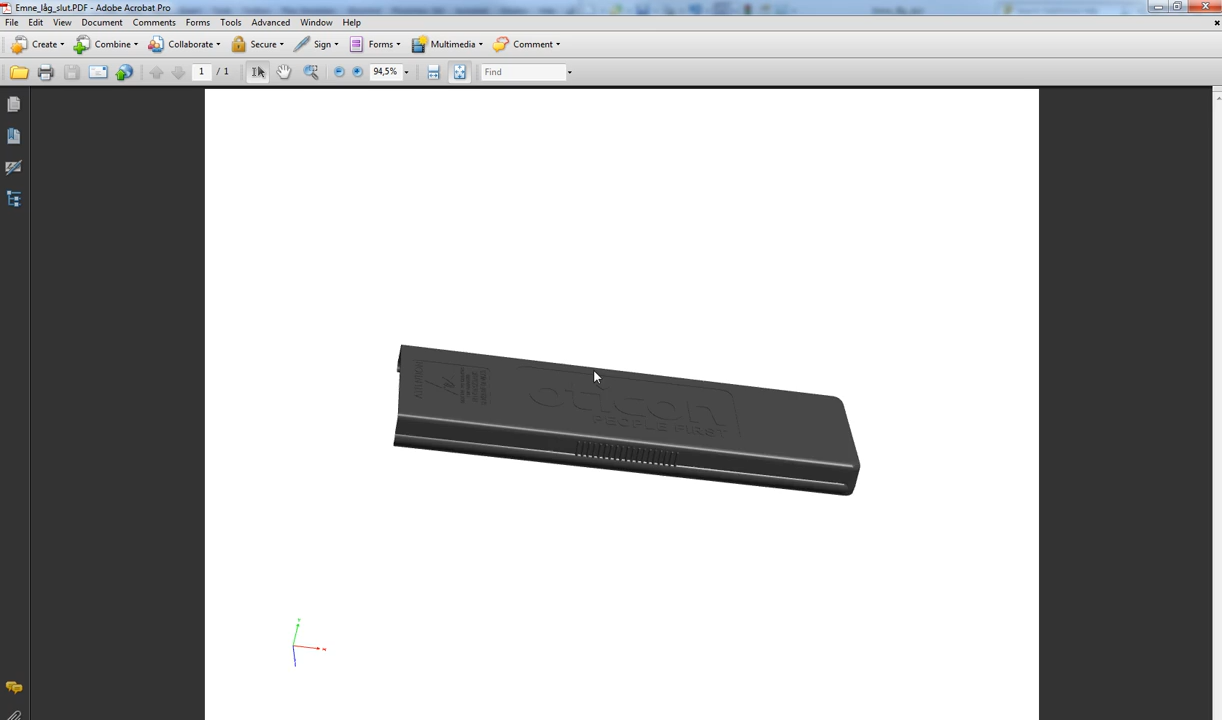 Emne_låg_slut.PDF - Adobe Acrobat Pro
File Edit View Document Comments Forms Tools Advanced Window Help
Create Combine Collaborate Secure Sign Forms Multimedia Comment
1 / 1 94,5% Find
oticon
PEOPLE FIRST